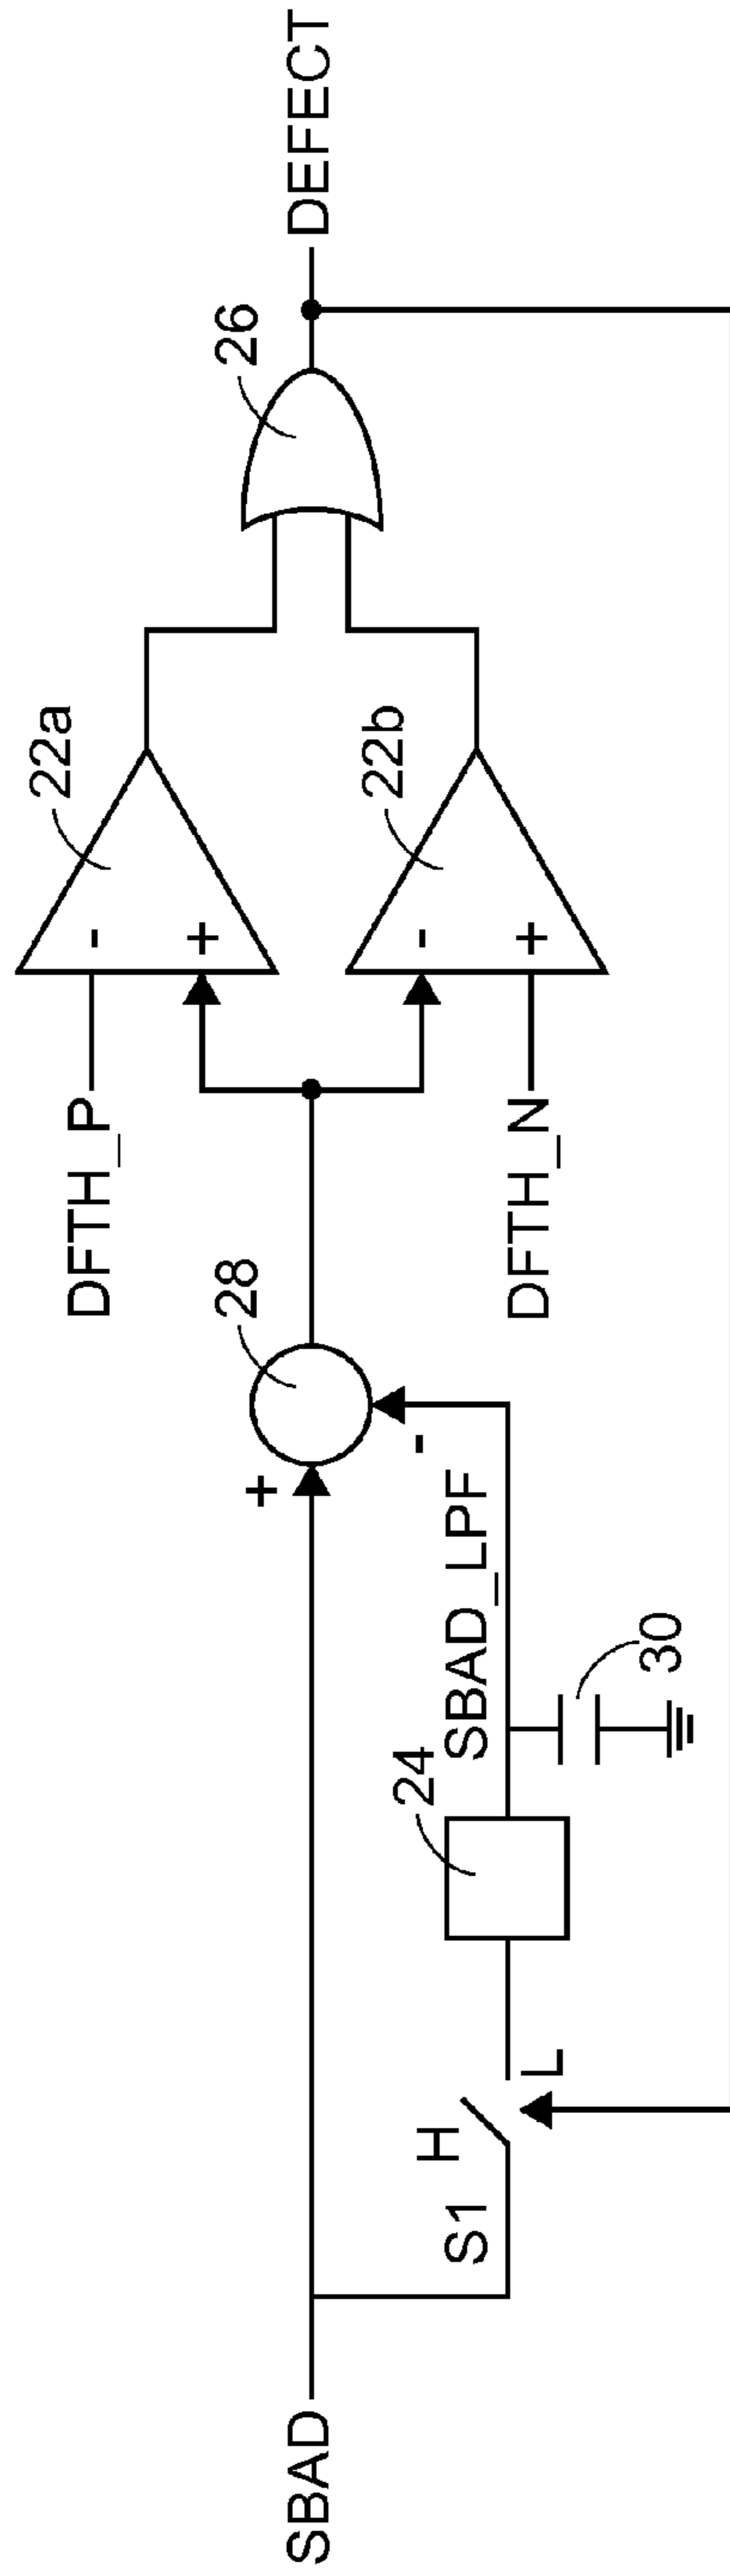 SBAD
S1
H
L
24
SBAD_LPF
30
+
-
28
DFTH_P
DFTH_N
-
+
22a
-
+
22b
26
DEFECT